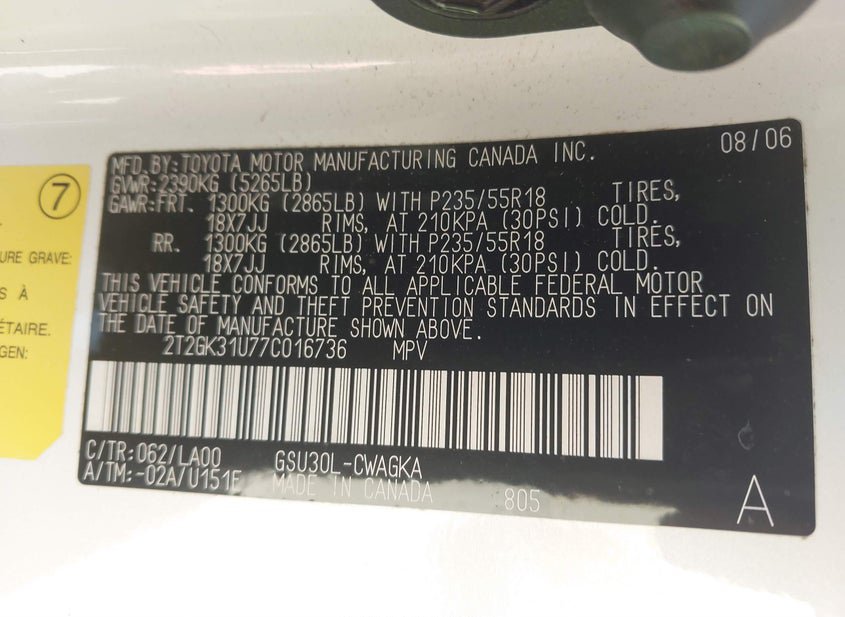 MFD. BY: TOYOTA MOTOR MANUFACTURING CANADA INC. 08/06
GVWR: 2390KG (5265LB)
GAWR: FRT. 1300KG (2865LB) WITH P235/55R18 TIRES,
18X7JJ RIMS, AT 210KPA (30PSI) COLD.
RR. 1300KG (2865LB) WITH P235/55R18 TIRES,
18X7JJ RIMS, AT 210KPA (30PSI) COLD.
THIS VEHICLE CONFORMS TO ALL APPLICABLE FEDERAL MOTOR
VEHICLE SAFETY AND THEFT PREVENTION STANDARDS IN EFFECT ON
THE DATE OF MANUFACTURE SHOWN ABOVE.
2T2GK31U77C016736 MPV
C/TR: 062/LA00 GSU30L-CWAGKA
A/TM: -02A/U151F MADE IN CANADA 805 A
7
URE GRAVE:
S À
ÉTAIRE.
GEN: